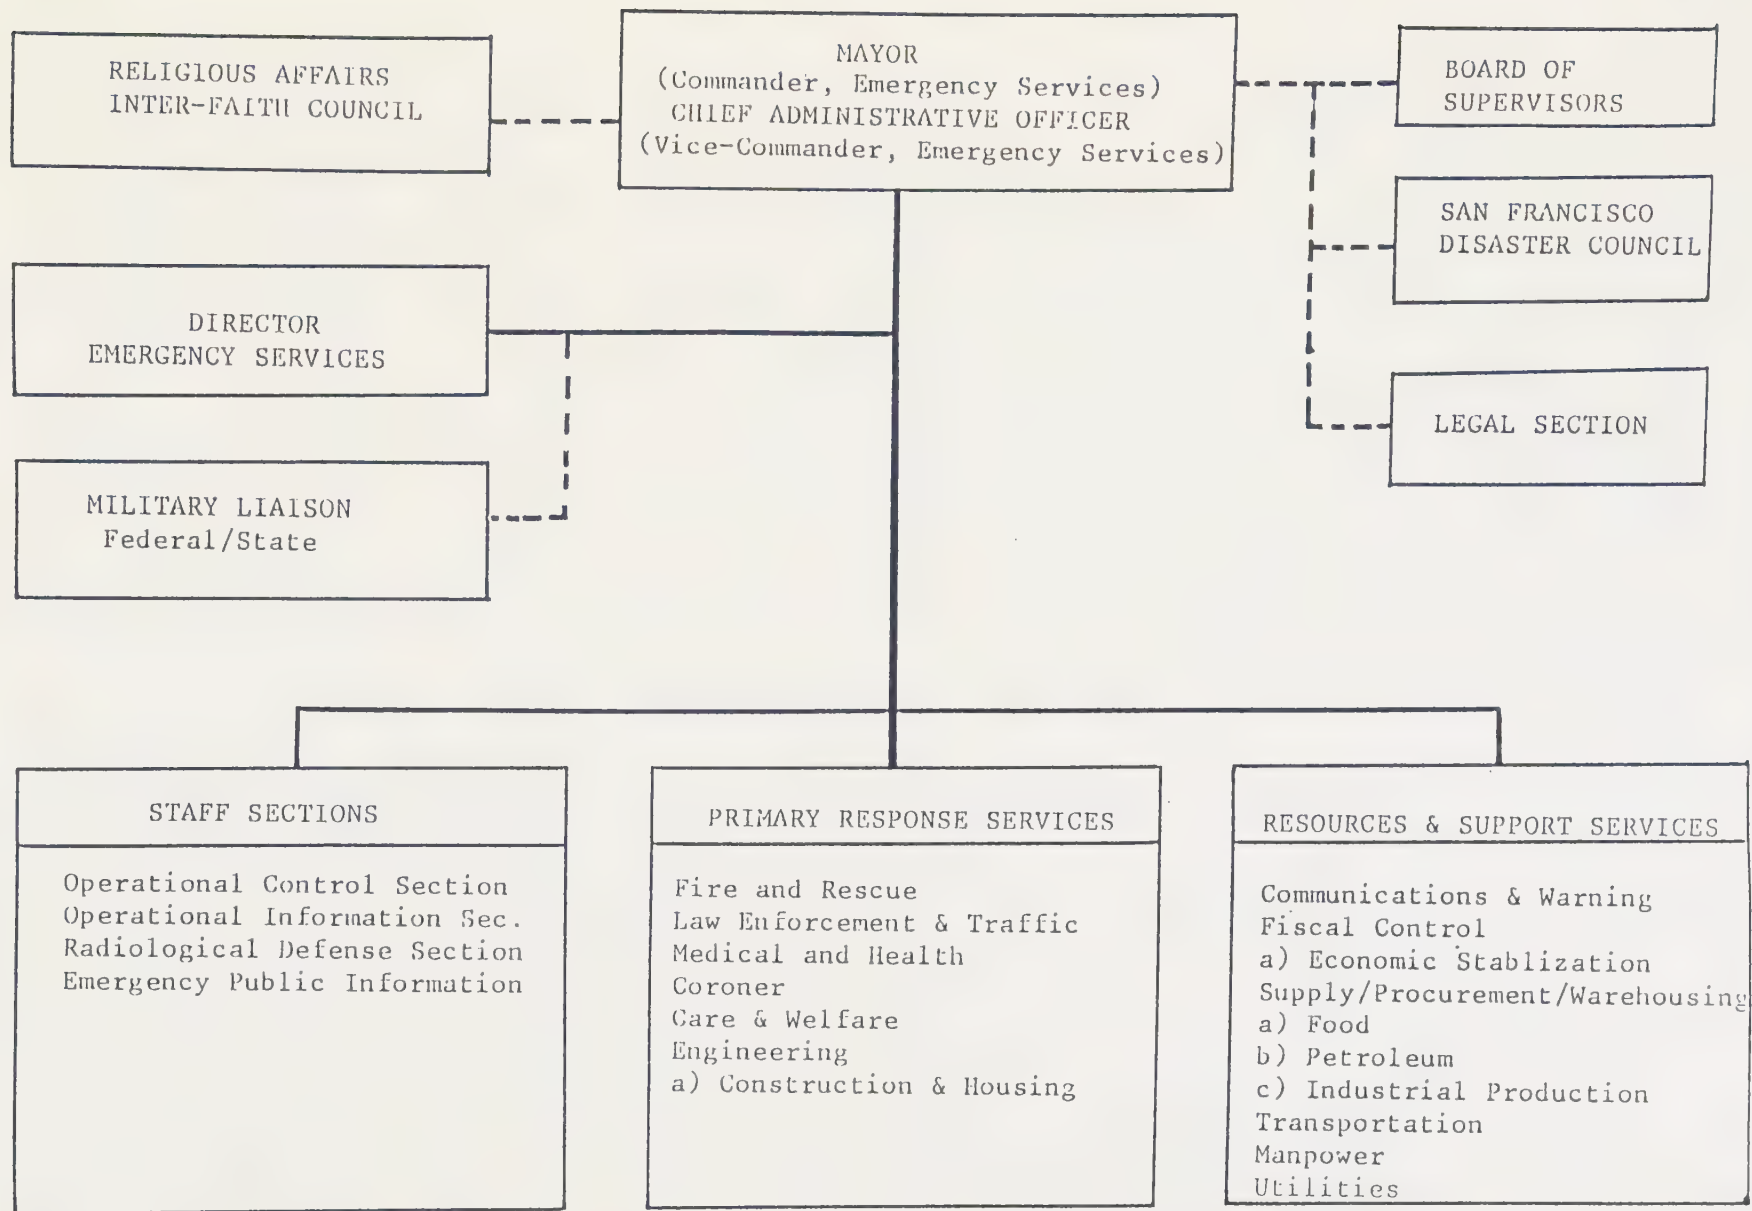 RELIGIOUS AFFAIRS
INTER-FAITH COUNCIL
MAYOR
(Commander, Emergency Services)
CHIEF ADMINISTRATIVE OFFICER
(Vice-Commander, Emergency Services)
BOARD OF
SUPERVISORS
SAN FRANCISCO
DISASTER COUNCIL
LEGAL SECTION
DIRECTOR
EMERGENCY SERVICES
MILITARY LIAISON
Federal/State
STAFF SECTIONS
Operational Control Section
Operational Information Sec.
Radiological Defense Section
Emergency Public Information
PRIMARY RESPONSE SERVICES
Fire and Rescue
Law Enforcement & Traffic
Medical and Health
Coroner
Care & Welfare
Engineering
a) Construction & Housing
RESOURCES & SUPPORT SERVICES
Communications & Warning
Fiscal Control
a) Economic Stablization
Supply/Procurement/Warehousing
a) Food
b) Petroleum
c) Industrial Production
Transportation
Manpower
Utilities